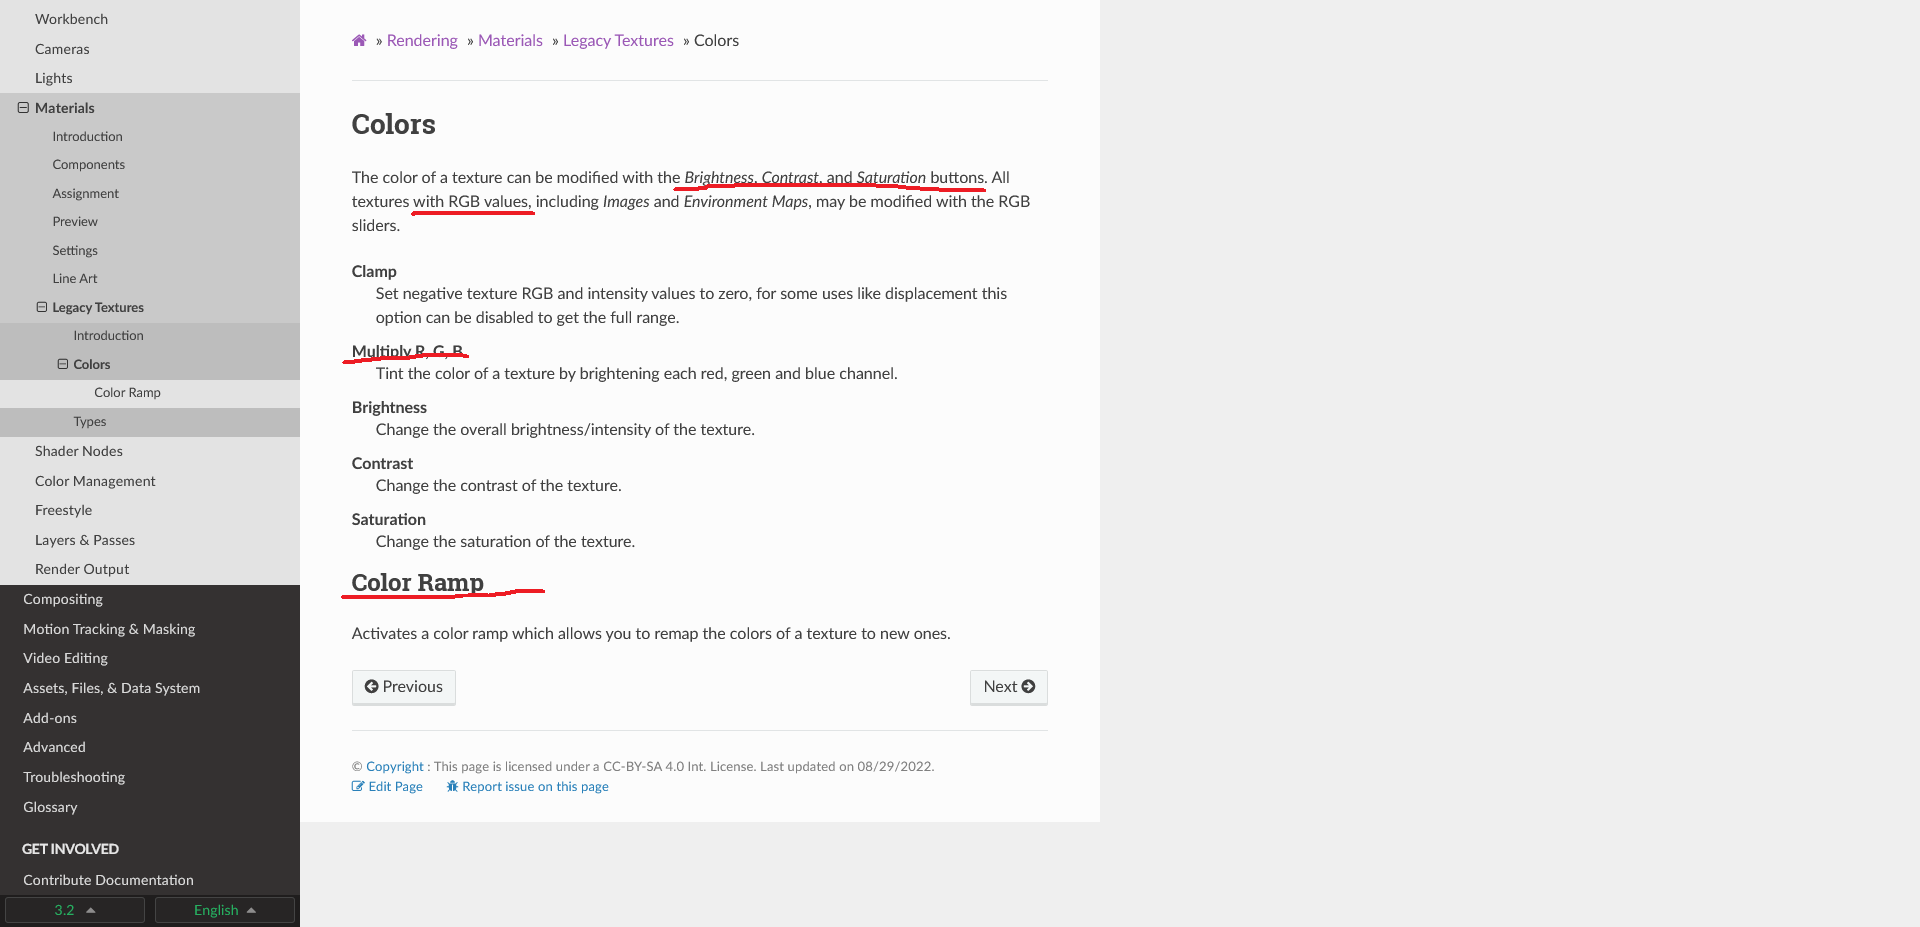 Workbench
Cameras
Lights
Materials
Introduction
Components
Assignment
Preview
Settings
Line Art
Legacy Textures
Introduction
Colors
Color Ramp
Types
Shader Nodes
Color Management
Freestyle
Layers & Passes
Render Output
Compositing
Motion Tracking & Masking
Video Editing
Assets, Files, & Data System
Add-ons
Advanced
Troubleshooting
Glossary
GET INVOLVED
Contribute Documentation
3.2 English
» Rendering » Materials » Legacy Textures » Colors
Colors
The color of a texture can be modified with the Brightness, Contrast, and Saturation buttons. All
textures with RGB values, including Images and Environment Maps, may be modified with the RGB
sliders.
Clamp
Set negative texture RGB and intensity values to zero, for some uses like displacement this
option can be disabled to get the full range.
Multiply R, G, B
Tint the color of a texture by brightening each red, green and blue channel.
Brightness
Change the overall brightness/intensity of the texture.
Contrast
Change the contrast of the texture.
Saturation
Change the saturation of the texture.
Color Ramp
Activates a color ramp which allows you to remap the colors of a texture to new ones.
Previous Next
© Copyright : This page is licensed under a CC-BY-SA 4.0 Int. License. Last updated on 08/29/2022.
Edit Page Report issue on this page